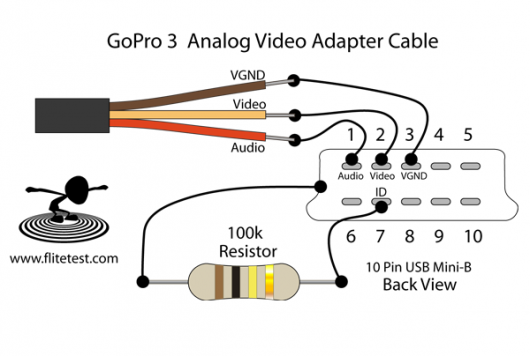 GoPro 3 Analog Video Adapter Cable
VGND
Video
Audio
1 2 3 4 5
Audio Video VGND
ID
6 7 8 9 10
100k
Resistor
10 Pin USB Mini-B
Back View
www.flitetest.com